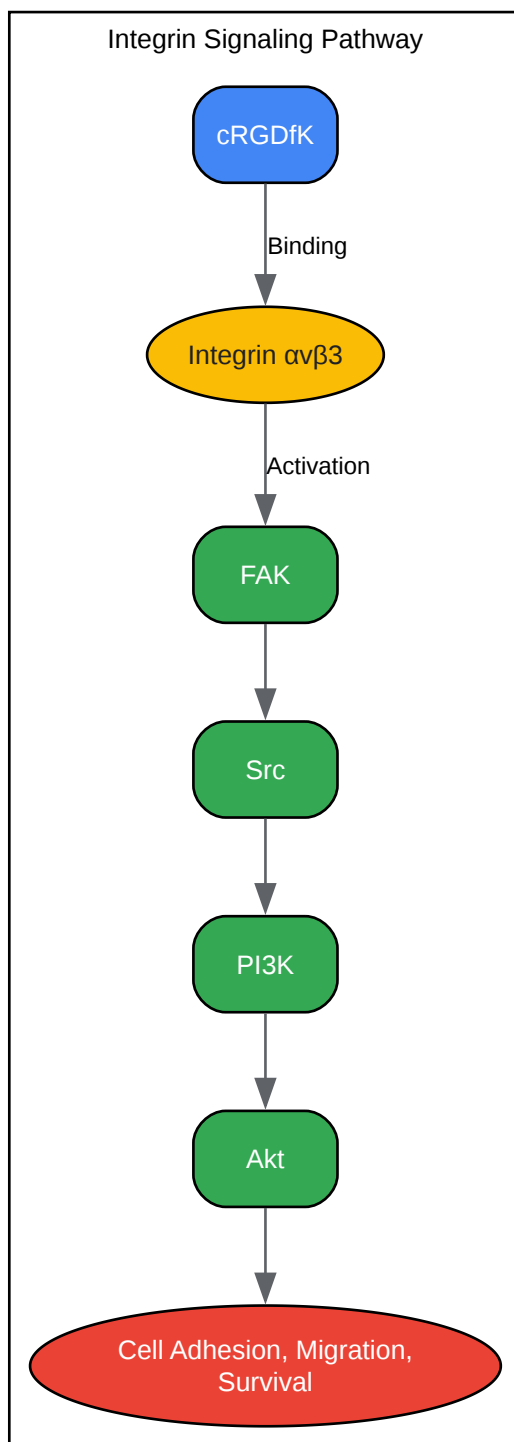 Integrin Signaling Pathway
cRGDfK
Binding
Integrin αvβ3
Activation
FAK
Src
PI3K
Akt
Cell Adhesion, Migration,
Survival